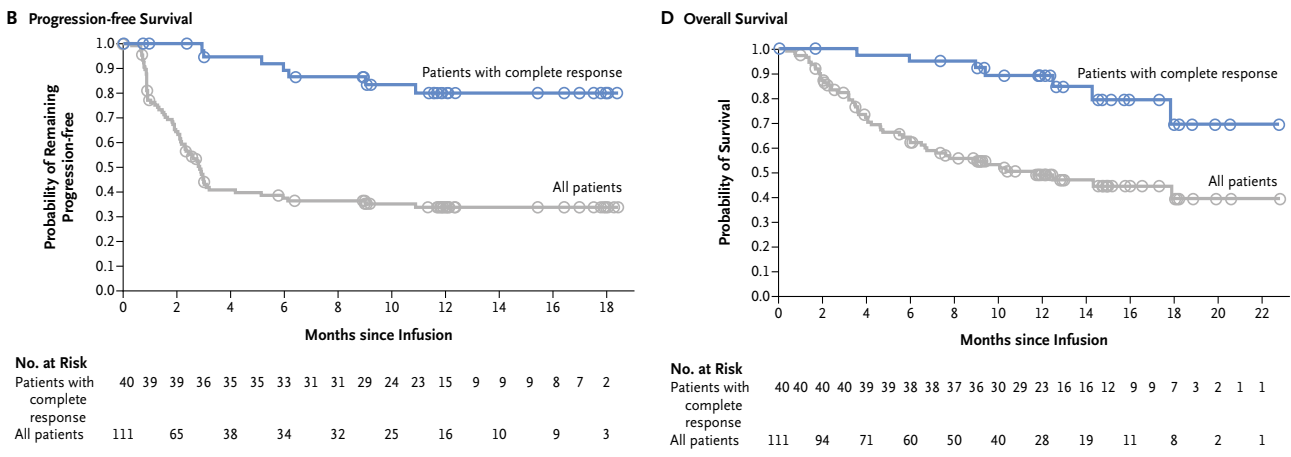 B Progression-free Survival
1.0
0.9
0.8
0.7
0.6
0.5
0.4
0.3
0.2
0.1
0.0
Probability of Remaining
Progression-free
Patients with complete response
All patients
0 2 4 6 8 10 12 14 16 18
Months since Infusion
No. at Risk
Patients with 40 39 39 36 35 35 33 31 31 29 24 23 15 9 9 9 8 7 2
complete
response
All patients 111 65 38 34 32 25 16 10 9 3
D Overall Survival
1.0
0.9
0.8
0.7
0.6
0.5
0.4
0.3
0.2
0.1
0.0
Probability of Survival
Patients with complete response
All patients
0 2 4 6 8 10 12 14 16 18 20 22
Months since Infusion
No. at Risk
Patients with 40 40 40 40 39 39 38 38 37 36 30 29 23 16 16 12 9 9 7 3 2 1 1
complete
response
All patients 111 94 71 60 50 40 28 19 11 8 2 1